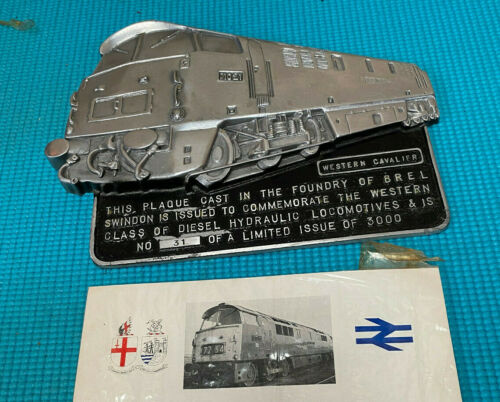 WESTERN CAVALIER
THIS PLAQUE CAST IN THE FOUNDRY OF B.R.E.L
SWINDON IS ISSUED TO COMMEMORATE THE WESTERN
CLASS OF DIESEL HYDRAULIC LOCOMOTIVES & IS
NO 31 OF A LIMITED ISSUE OF 3000